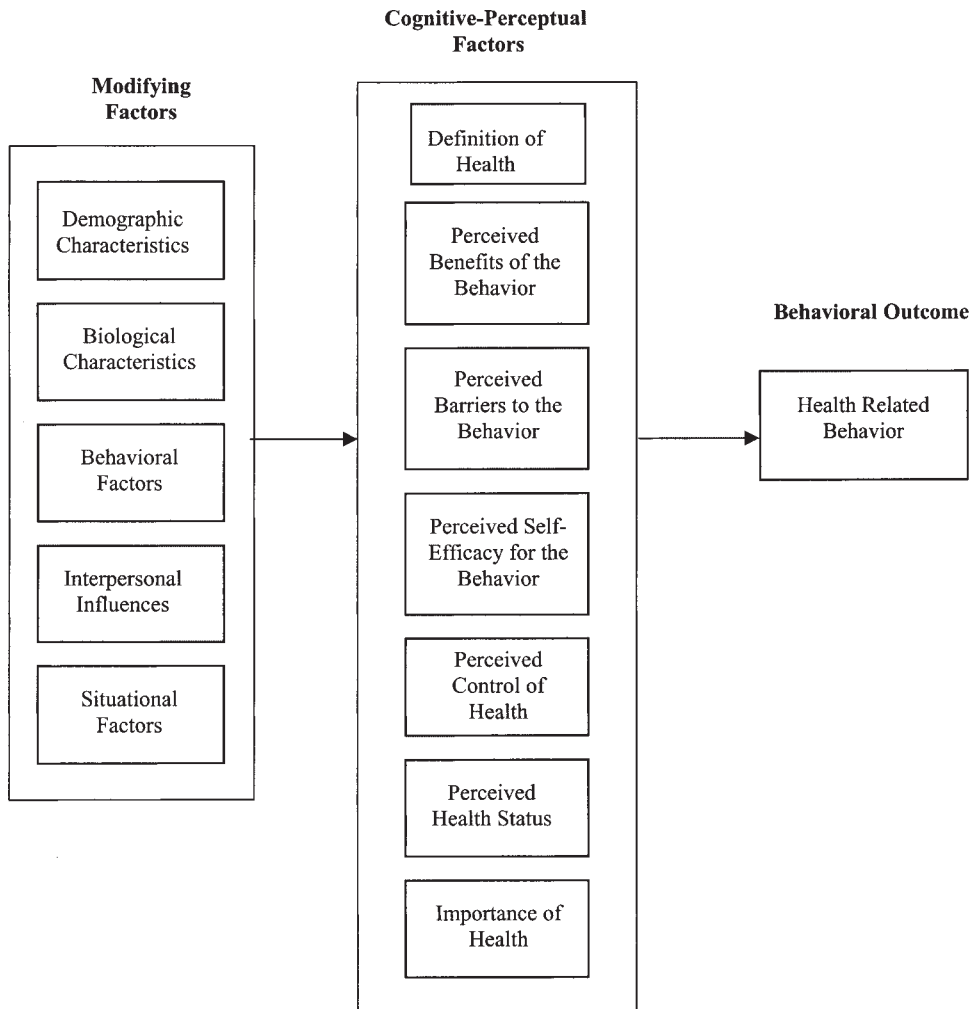 Modifying
Factors
Demographic
Characteristics
Biological
Characteristics
Behavioral
Factors
Interpersonal
Influences
Situational
Factors
Cognitive-Perceptual
Factors
Definition of
Health
Perceived
Benefits of the
Behavior
Perceived
Barriers to the
Behavior
Perceived Self-
Efficacy for the
Behavior
Perceived
Control of
Health
Perceived
Health Status
Importance of
Health
Behavioral Outcome
Health Related
Behavior